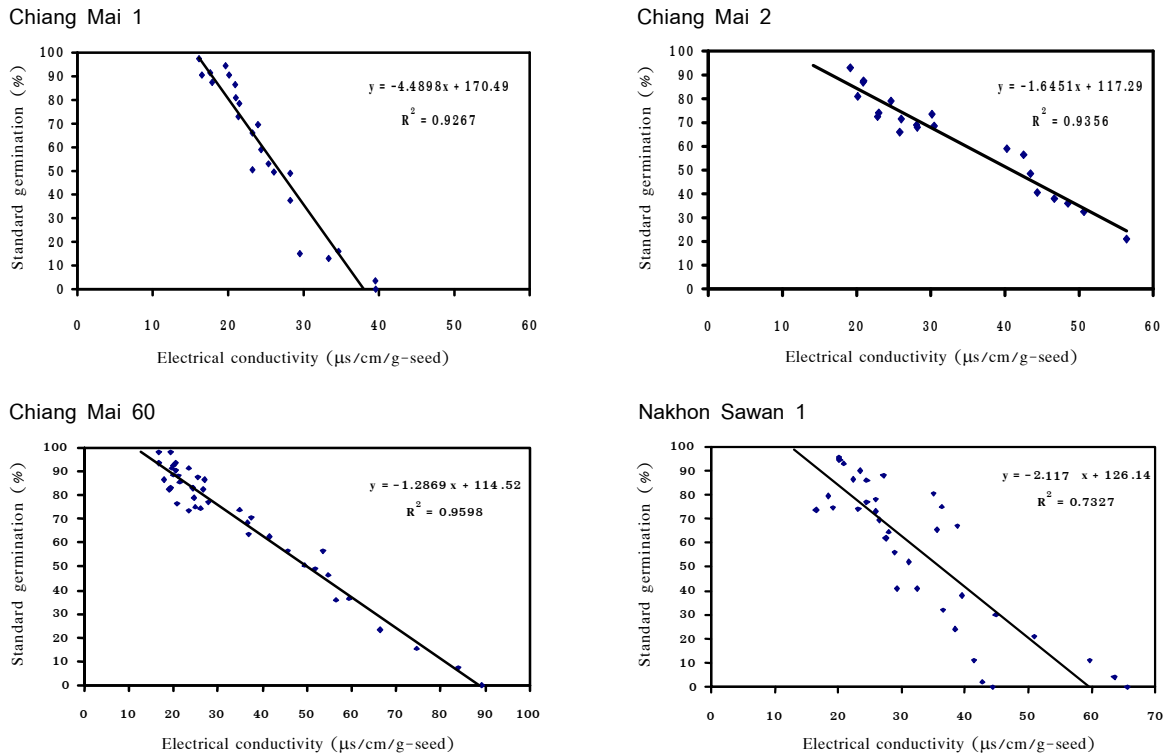 Chiang Mai 1
100
90
80
70
60
50
40
30
20
10
0
Standard germination (%)
y = -4.4898x + 170.49
R² = 0.9267
0 10 20 30 40 50 60
Electrical conductivity (μs/cm/g-seed)
Chiang Mai 2
100
90
80
70
60
50
40
30
20
10
0
Standard germination (%)
y = -1.6451x + 117.29
R² = 0.9356
0 10 20 30 40 50 60
Electrical conductivity (μs/cm/g-seed)
Chiang Mai 60
100
90
80
70
60
50
40
30
20
10
0
Standard germination (%)
y = -1.2869x + 114.52
R² = 0.9598
0 10 20 30 40 50 60 70 80 90 100
Electrical conductivity (μs/cm/g-seed)
Nakhon Sawan 1
100
90
80
70
60
50
40
30
20
10
0
Standard germination (%)
y = -2.117 x + 126.14
R² = 0.7327
0 10 20 30 40 50 60 70
Electrical conductivity (μs/cm/g-seed)